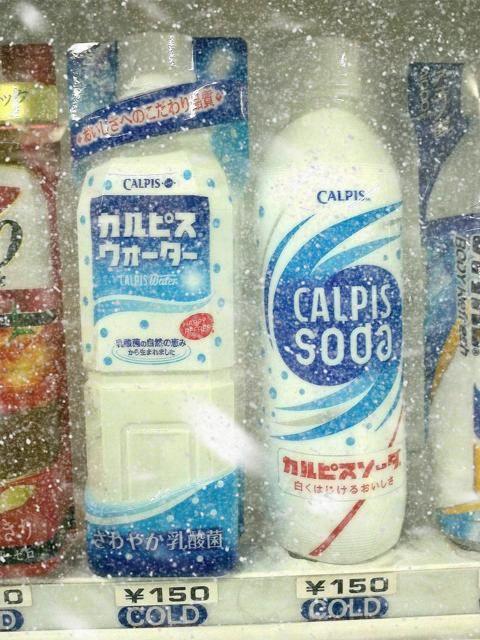 おいしさへのこだわり品質
CALPIS
カルピス
ウォーター
CALPIS Water
乳酸菌の自然の恵み
から生まれました
さわやか 乳酸菌
CALPIS
CALPIS
soda
カルピスソーダ
白くはじけるおいしさ
¥150
COLD
¥150
COLD